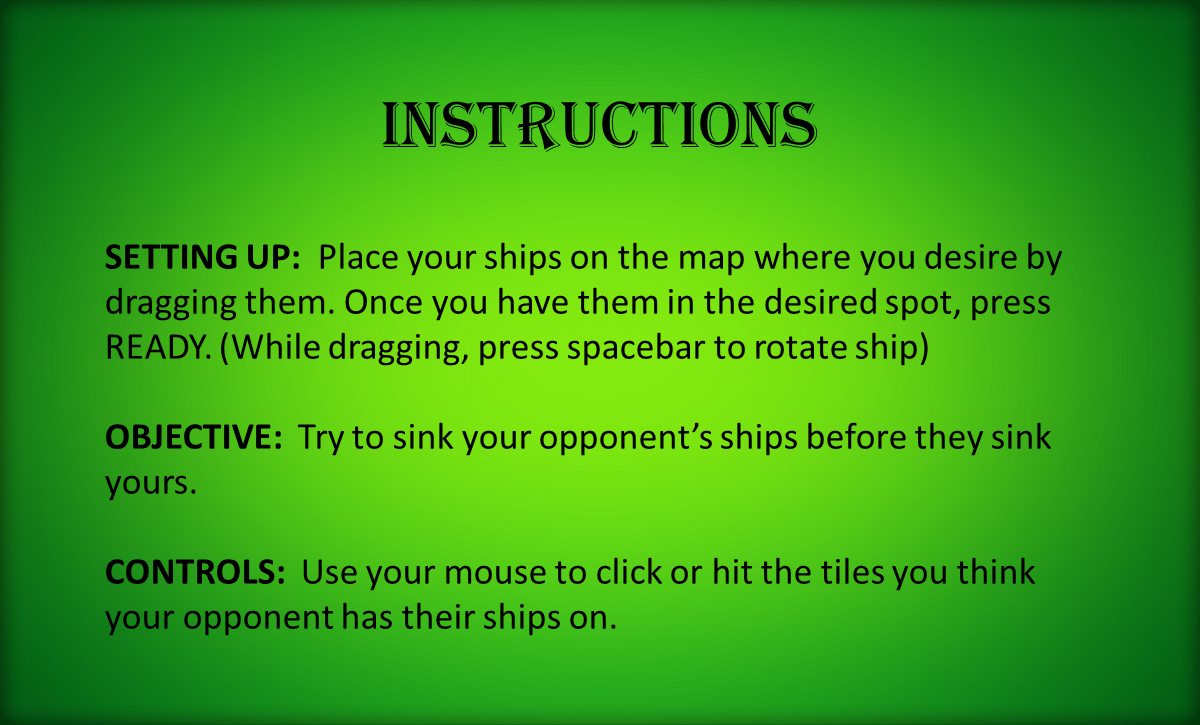 INSTRUCTIONS
SETTING UP: Place your ships on the map where you desire by
dragging them. Once you have them in the desired spot, press
READY. (While dragging, press spacebar to rotate ship)
OBJECTIVE: Try to sink your opponent’s ships before they sink
yours.
CONTROLS: Use your mouse to click or hit the tiles you think
your opponent has their ships on.